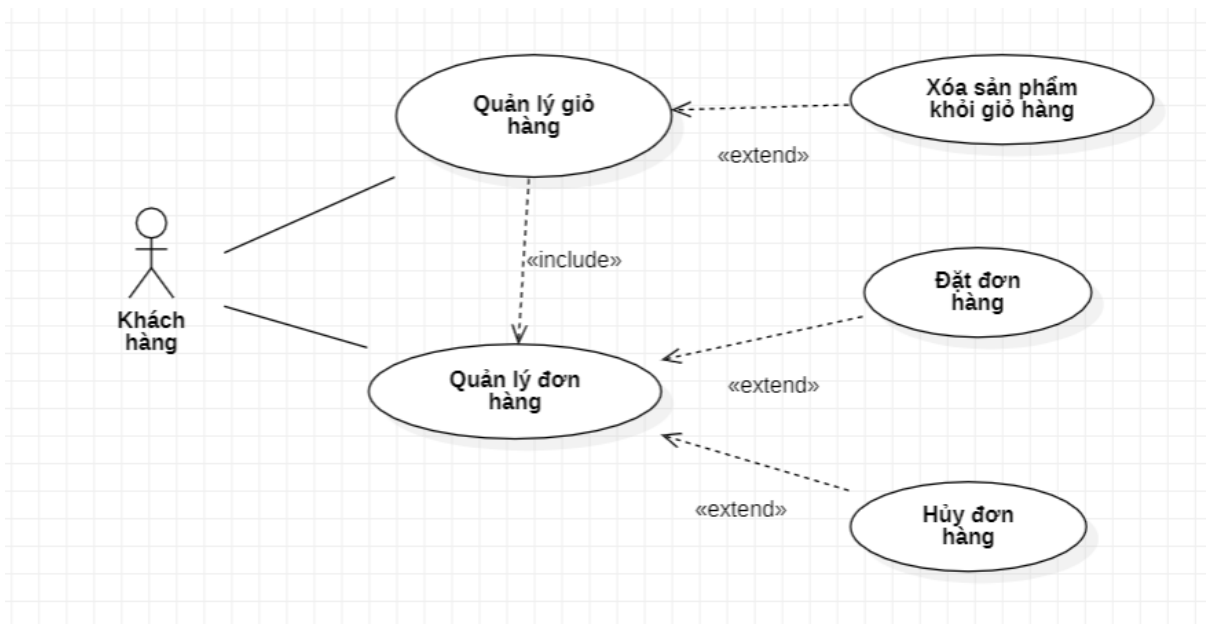 Quản lý giỏ
hàng
Xóa sản phẩm
khỏi giỏ hàng
«extend»
«include»
Đặt đơn
hàng
Khách
hàng
Quản lý đơn
hàng
«extend»
«extend»
Hủy đơn
hàng